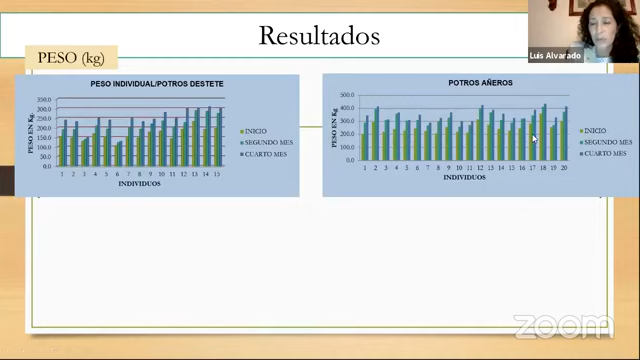 Resultados
Luis Alvarado
PESO (kg)
PESO INDIVIDUAL/POTROS DESTETE
350.0
300.0
250.0
200.0
150.0
100.0
50.0
0.0
PESO EN Kg.
1 2 3 4 5 6 7 8 9 10 11 12 13 14 15
INDIVIDUOS
INICIO
SEGUNDO MES
CUARTO MES
POTROS AÑEROS
500.0
400.0
300.0
200.0
100.0
0.0
PESO EN Kg.
1 2 3 4 5 6 7 8 9 10 11 12 13 14 15 16 17 18 19 20
INDIVIDUOS
INICIO
SEGUNDO MES
CUARTO MES
zoom